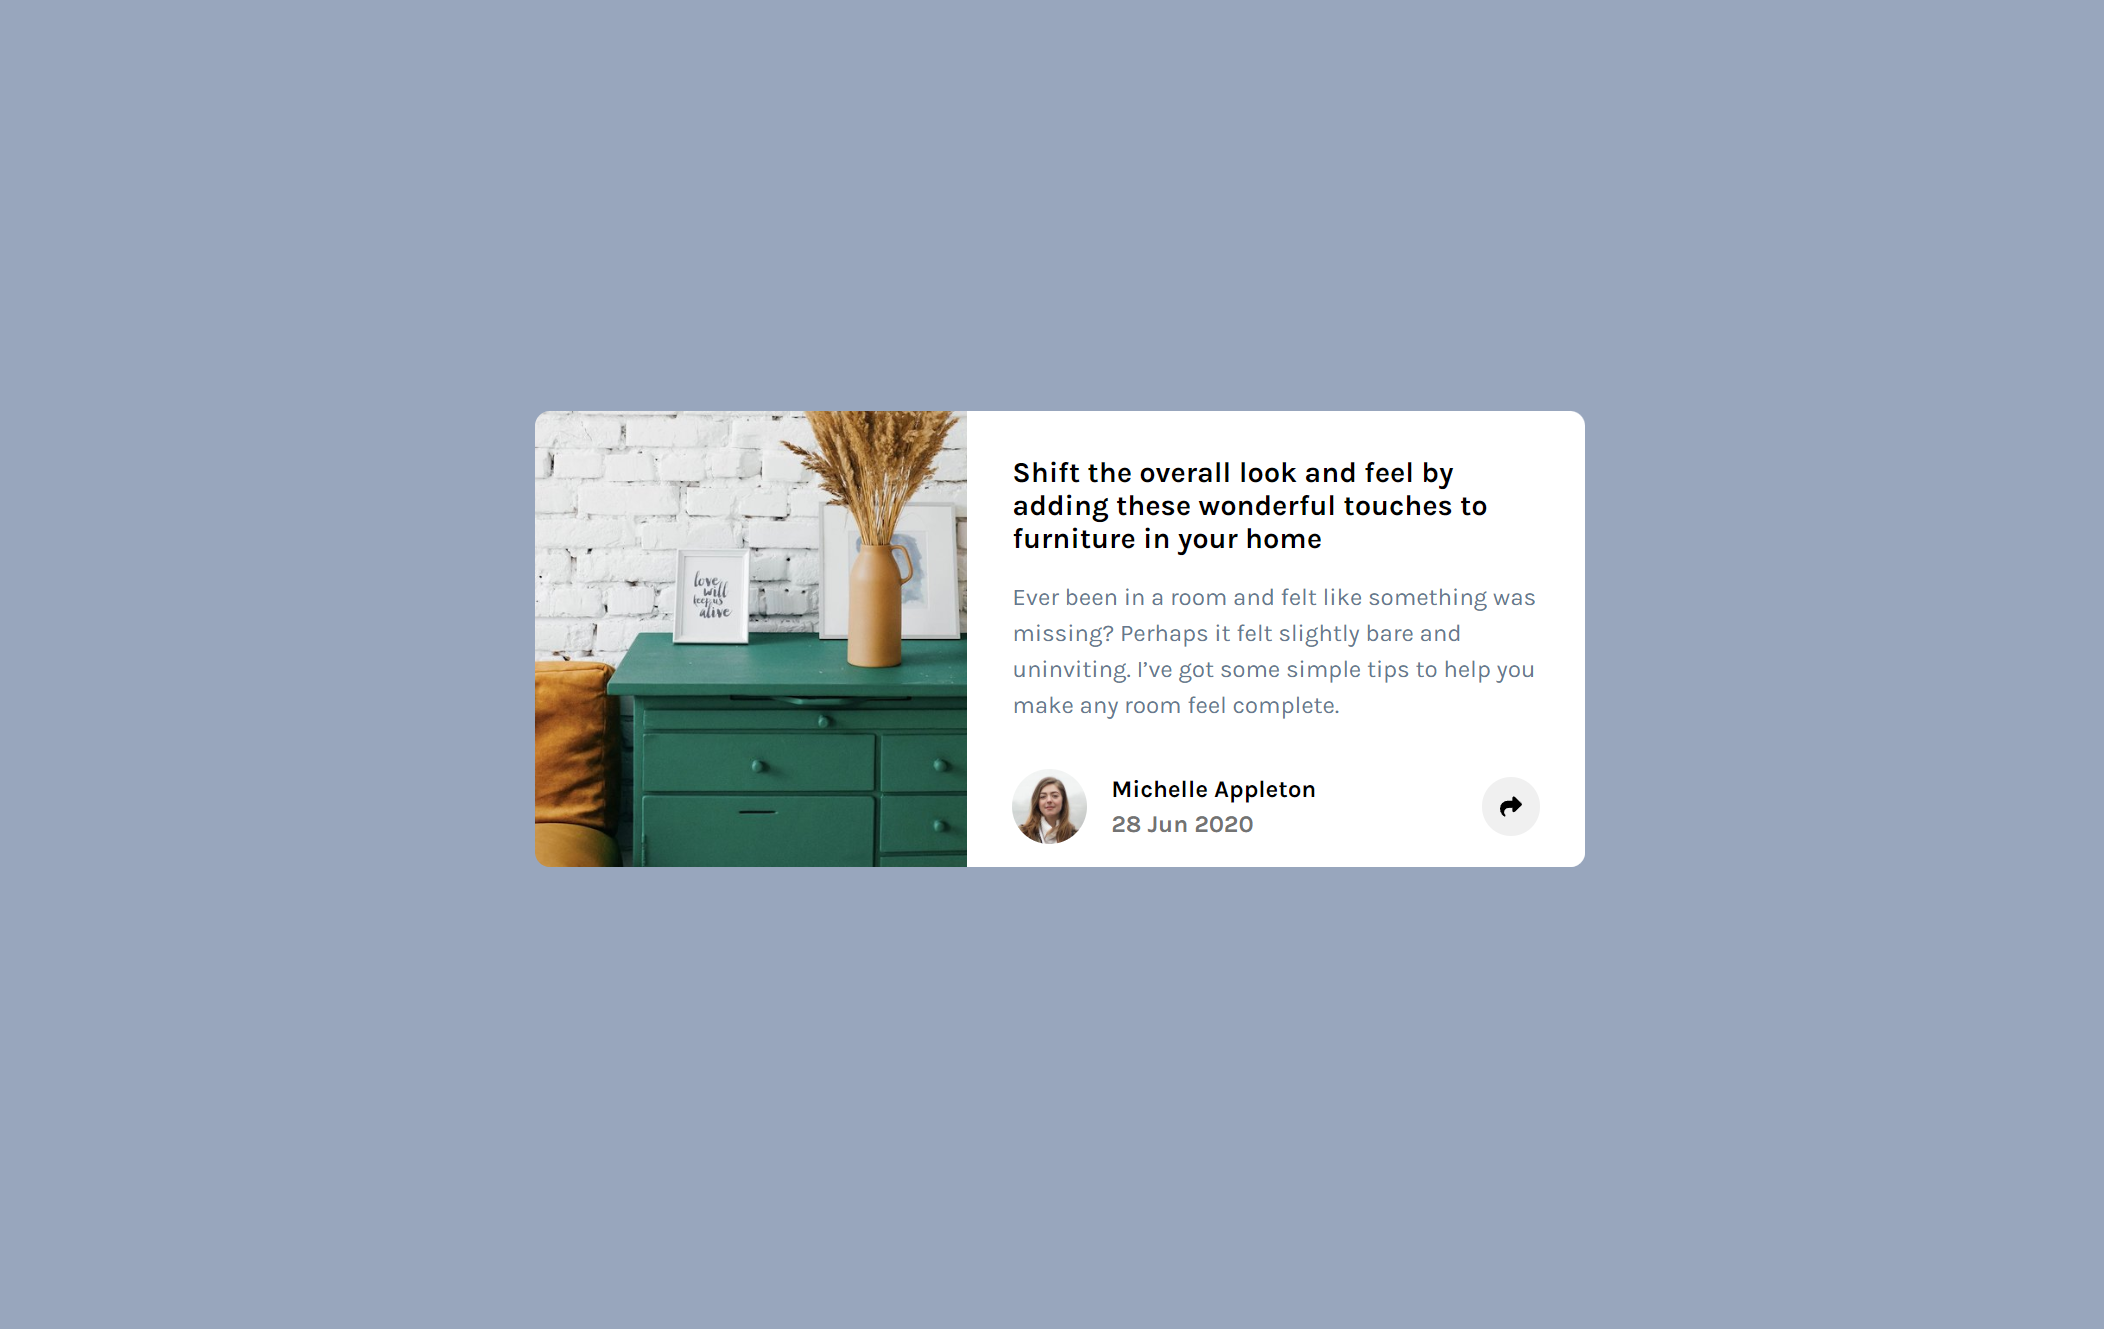 love
will
keep us
alive
Shift the overall look and feel by
adding these wonderful touches to
furniture in your home
Ever been in a room and felt like something was
missing? Perhaps it felt slightly bare and
uninviting. I’ve got some simple tips to help you
make any room feel complete.
Michelle Appleton
28 Jun 2020